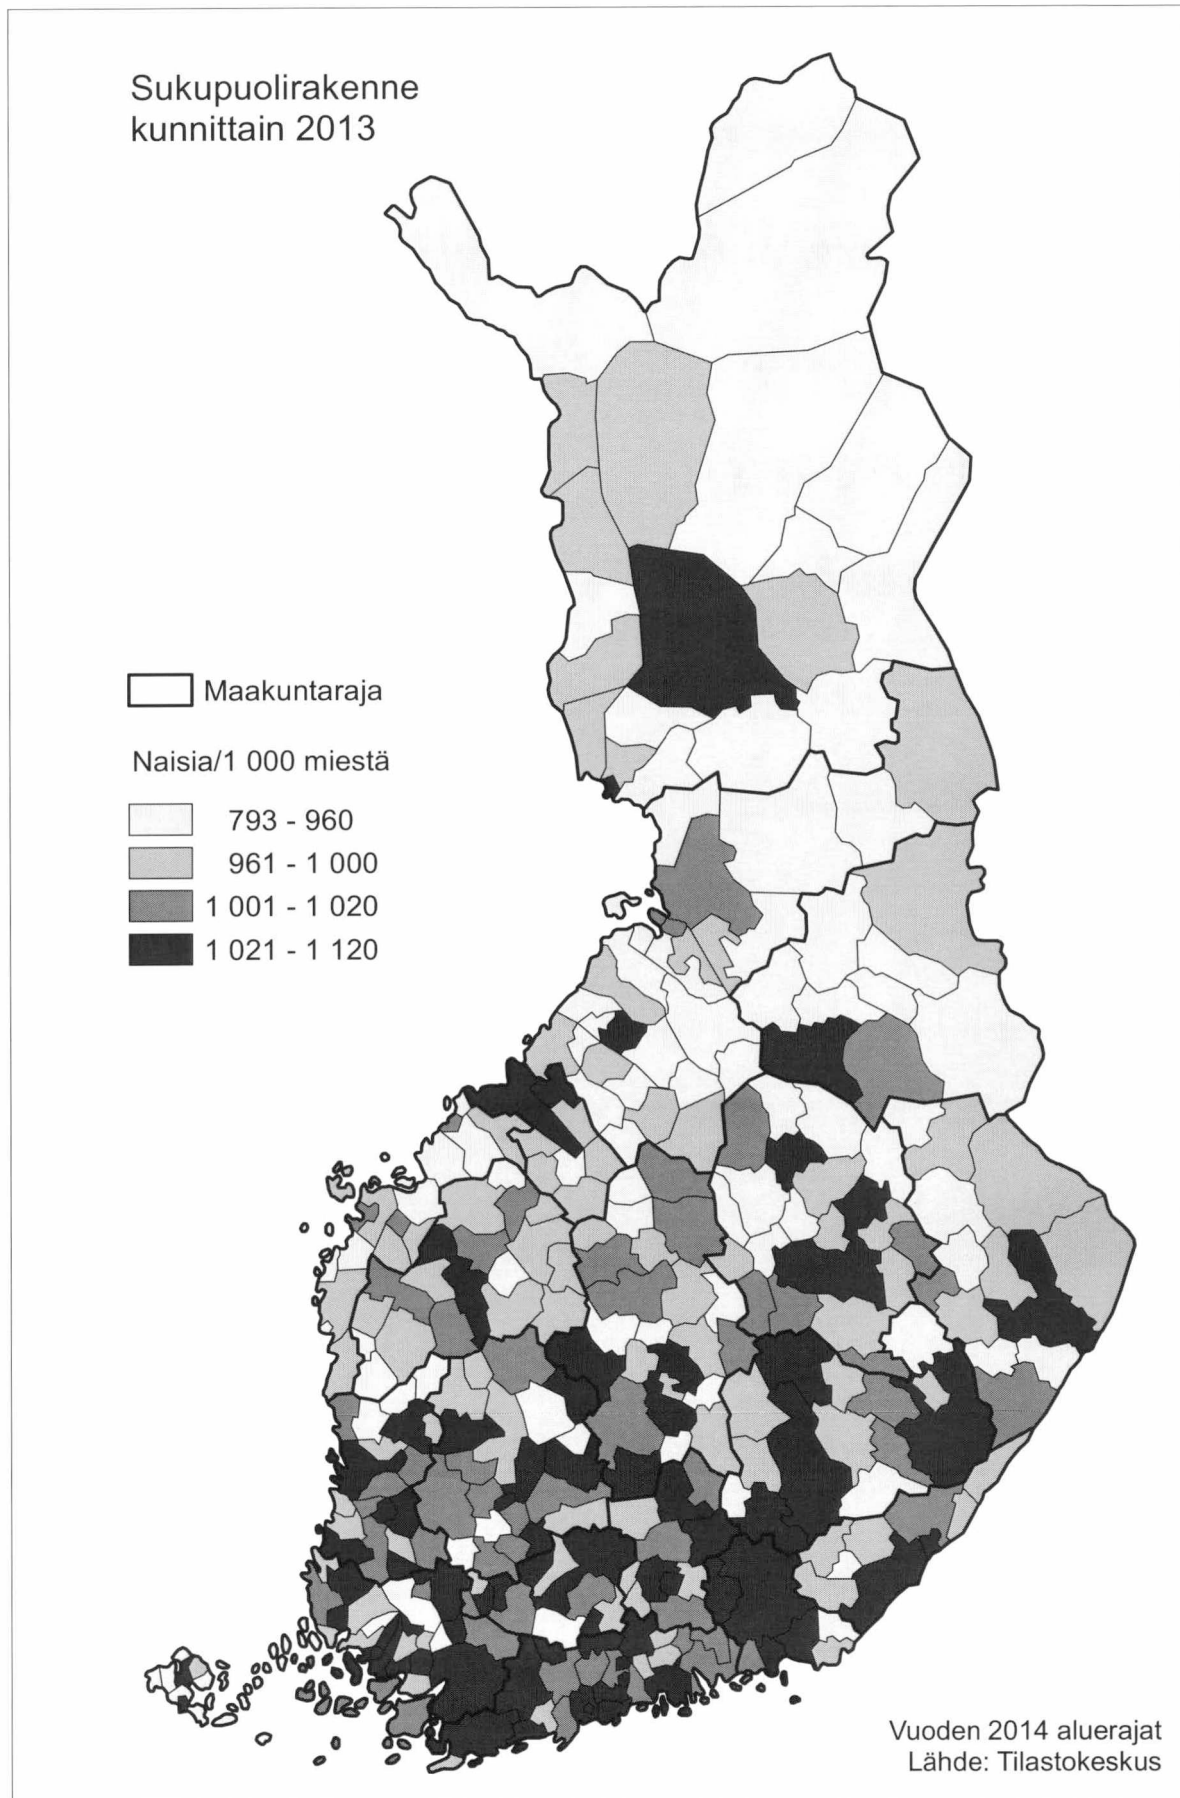 Sukupuolirakenne
kunnittain 2013
Maakuntaraja
Naisia/1 000 miestä
793 - 960
961 - 1 000
1 001 - 1 020
1 021 - 1 120
Vuoden 2014 aluerajat
Lähde: Tilastokeskus